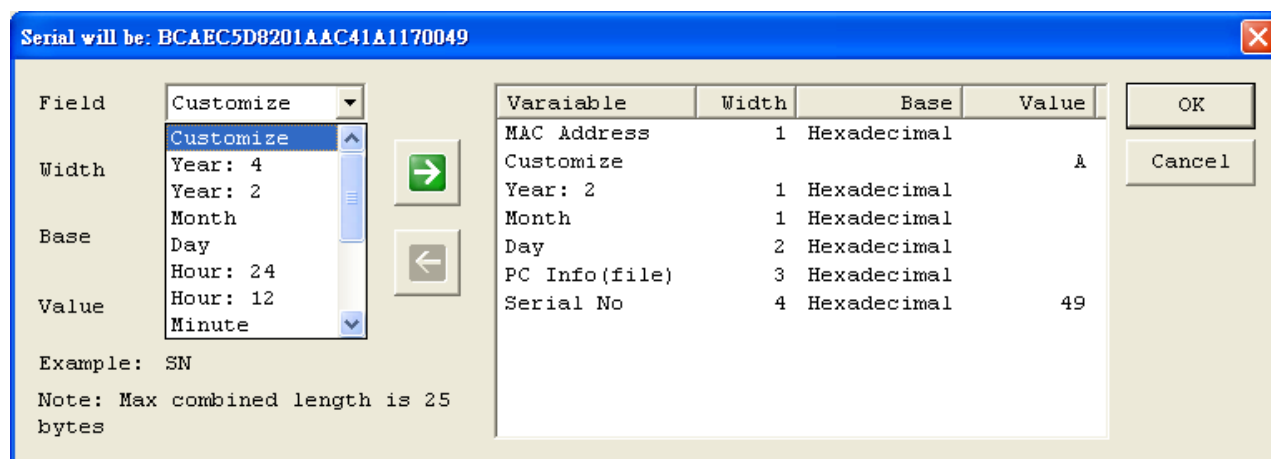 Serial will be: BCAEC5D8201AAC41A1170049
Field
Customize
Customize
Year: 4
Year: 2
Month
Day
Hour: 24
Hour: 12
Minute
Width
Base
Value
Example: SN
Note: Max combined length is 25
bytes
Varaiable Width Base Value
MAC Address 1 Hexadecimal
Customize A
Year: 2 1 Hexadecimal
Month 1 Hexadecimal
Day 2 Hexadecimal
PC Info(file) 3 Hexadecimal
Serial No 4 Hexadecimal 49
OK
Cancel